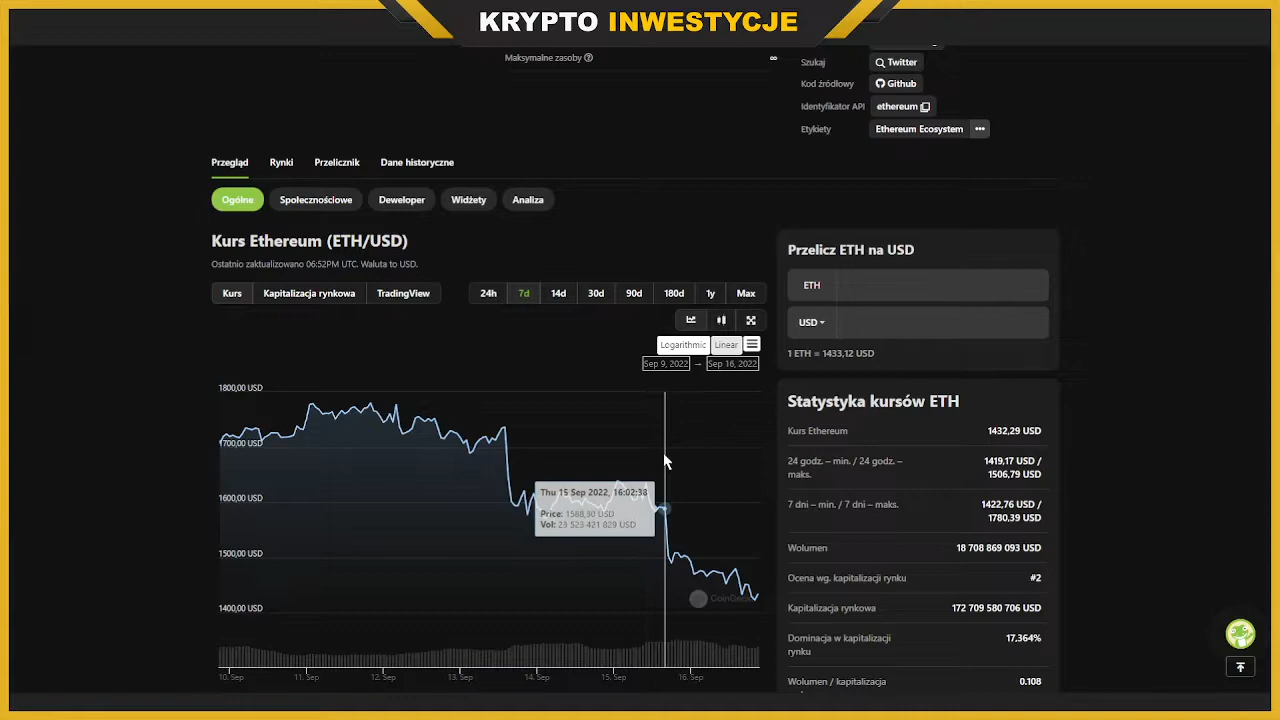 KRYPTO INWESTYCJE
Maksymalne zasoby ∞
Szukaj Twitter
Kod źródłowy Github
Identyfikator API ethereum
Etykiety Ethereum Ecosystem •••
Przegląd Rynki Przelicznik Dane historyczne
Ogólne Społecznościowe Deweloper Widżety Analiza
Kurs Ethereum (ETH/USD)
Ostatnio zaktualizowano 06:52PM UTC. Waluta to USD.
Kurs Kapitalizacja rynkowa TradingView 24h 7d 14d 30d 90d 180d 1y Max
Logarithmic Linear
Sep 9, 2022 → Sep 16, 2022
1800,00 USD
1700,00 USD
1600,00 USD
1500,00 USD
1400,00 USD
Thu 15 Sep 2022, 16:02:38
Price: 1588,30 USD
Vol: 23 523 421 829 USD
10. Sep 11. Sep 12. Sep 13. Sep 14. Sep 15. Sep 16. Sep
Przelicz ETH na USD
ETH
USD
1 ETH = 1433,12 USD
Statystyka kursów ETH
Kurs Ethereum 1432,29 USD
24 godz. – min. / 24 godz. – 1419,17 USD /
maks. 1506,79 USD
7 dni – min. / 7 dni – maks. 1422,76 USD /
1780,39 USD
Wolumen 18 708 869 093 USD
Ocena wg. kapitalizacji rynku #2
Kapitalizacja rynkowa 172 709 580 706 USD
Dominacja w kapitalizacji 17,364%
rynku
Wolumen / kapitalizacja 0.108